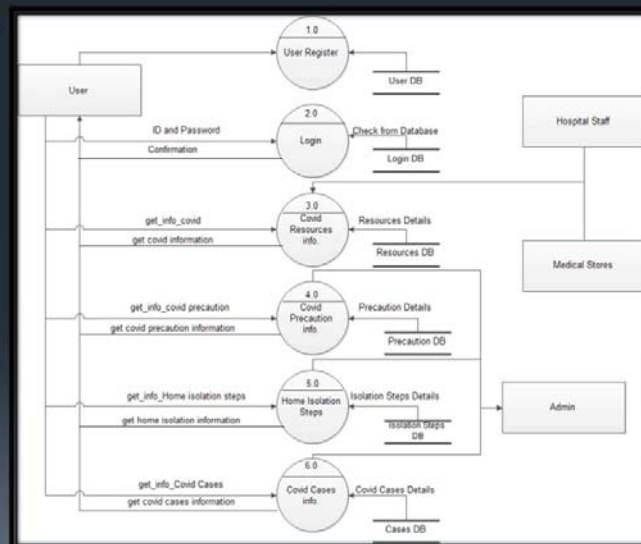 1.0
User Register
User DB
User
Hospital Staff
2.0
Login
ID and Password
Confirmation
Check from Database
Login DB
3.0
Covid
Resources
info.
get_info_covid
get covid information
Resources Details
Resources DB
Medical Stores
4.0
Covid
Precaution
info.
get_info_covid precaution
get covid precaution information
Precaution Details
Precaution DB
5.0
Home Isolation
Steps
get_info_Home isolation steps
get home isolation information
Isolation Steps Details
Isolation Steps
DB
Admin
6.0
Covid Cases
info.
get_info_Covid Cases
get covid cases information
Covid Cases Details
Cases DB